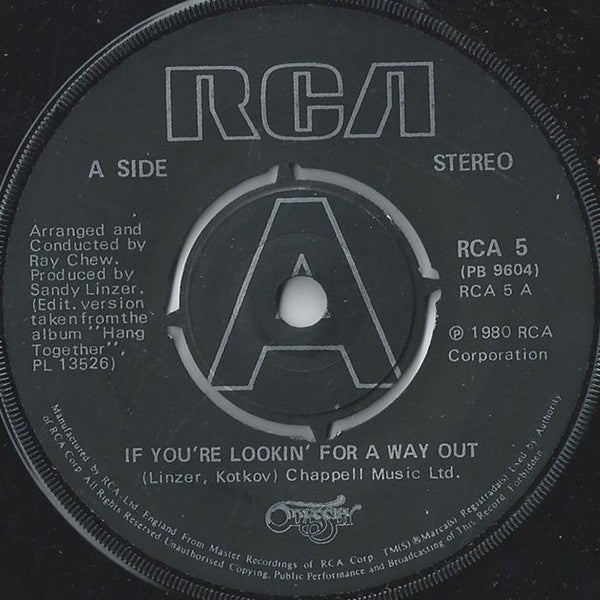 RCA
A SIDE
STEREO
Arranged and
Conducted by
Ray Chew.
Produced by
Sandy Linzer.
(Edit. version
taken from the
album "Hang
Together",
PL 13526)
A
RCA 5
(PB 9604)
RCA 5 A
℗ 1980 RCA
Corporation
IF YOU'RE LOOKIN' FOR A WAY OUT
(Linzer, Kotkov) Chappell Music Ltd.
ODYSSEY
Manufactured by RCA Ltd. England From Master Recordings of RCA Corp TM(S)®Marca(s) Registrada(s) Used by Authority
of RCA Corp All Rights Reserved Unauthorised Copying, Public Performance and Broadcasting of This Record Forbidden